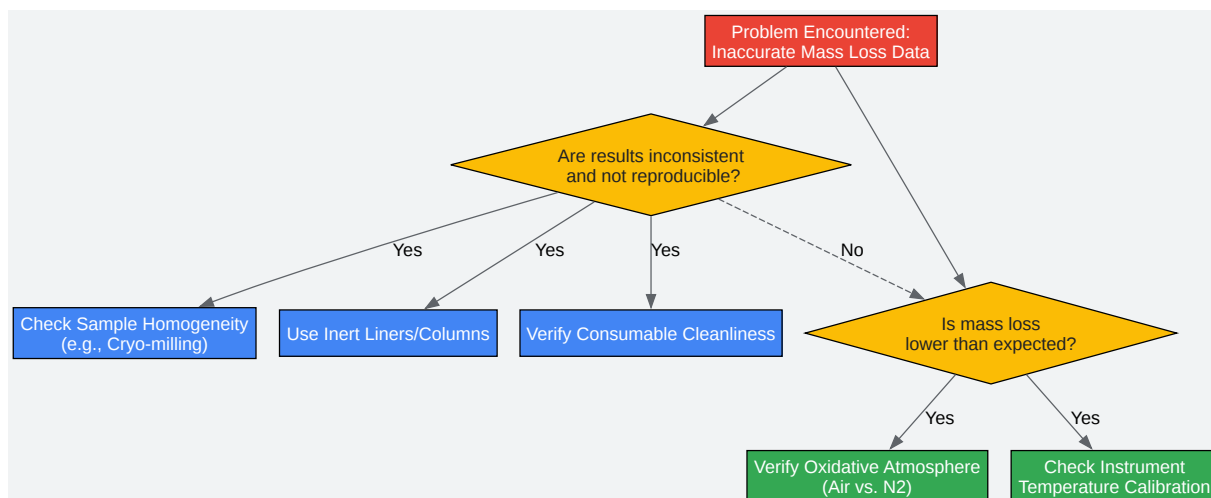 Problem Encountered:
Inaccurate Mass Loss Data
Are results inconsistent
and not reproducible?
Yes
Yes
Yes
No
Check Sample Homogeneity
(e.g., Cryo-milling)
Use Inert Liners/Columns
Verify Consumable Cleanliness
Is mass loss
lower than expected?
Yes
Yes
Verify Oxidative Atmosphere
(Air vs. N2)
Check Instrument
Temperature Calibration